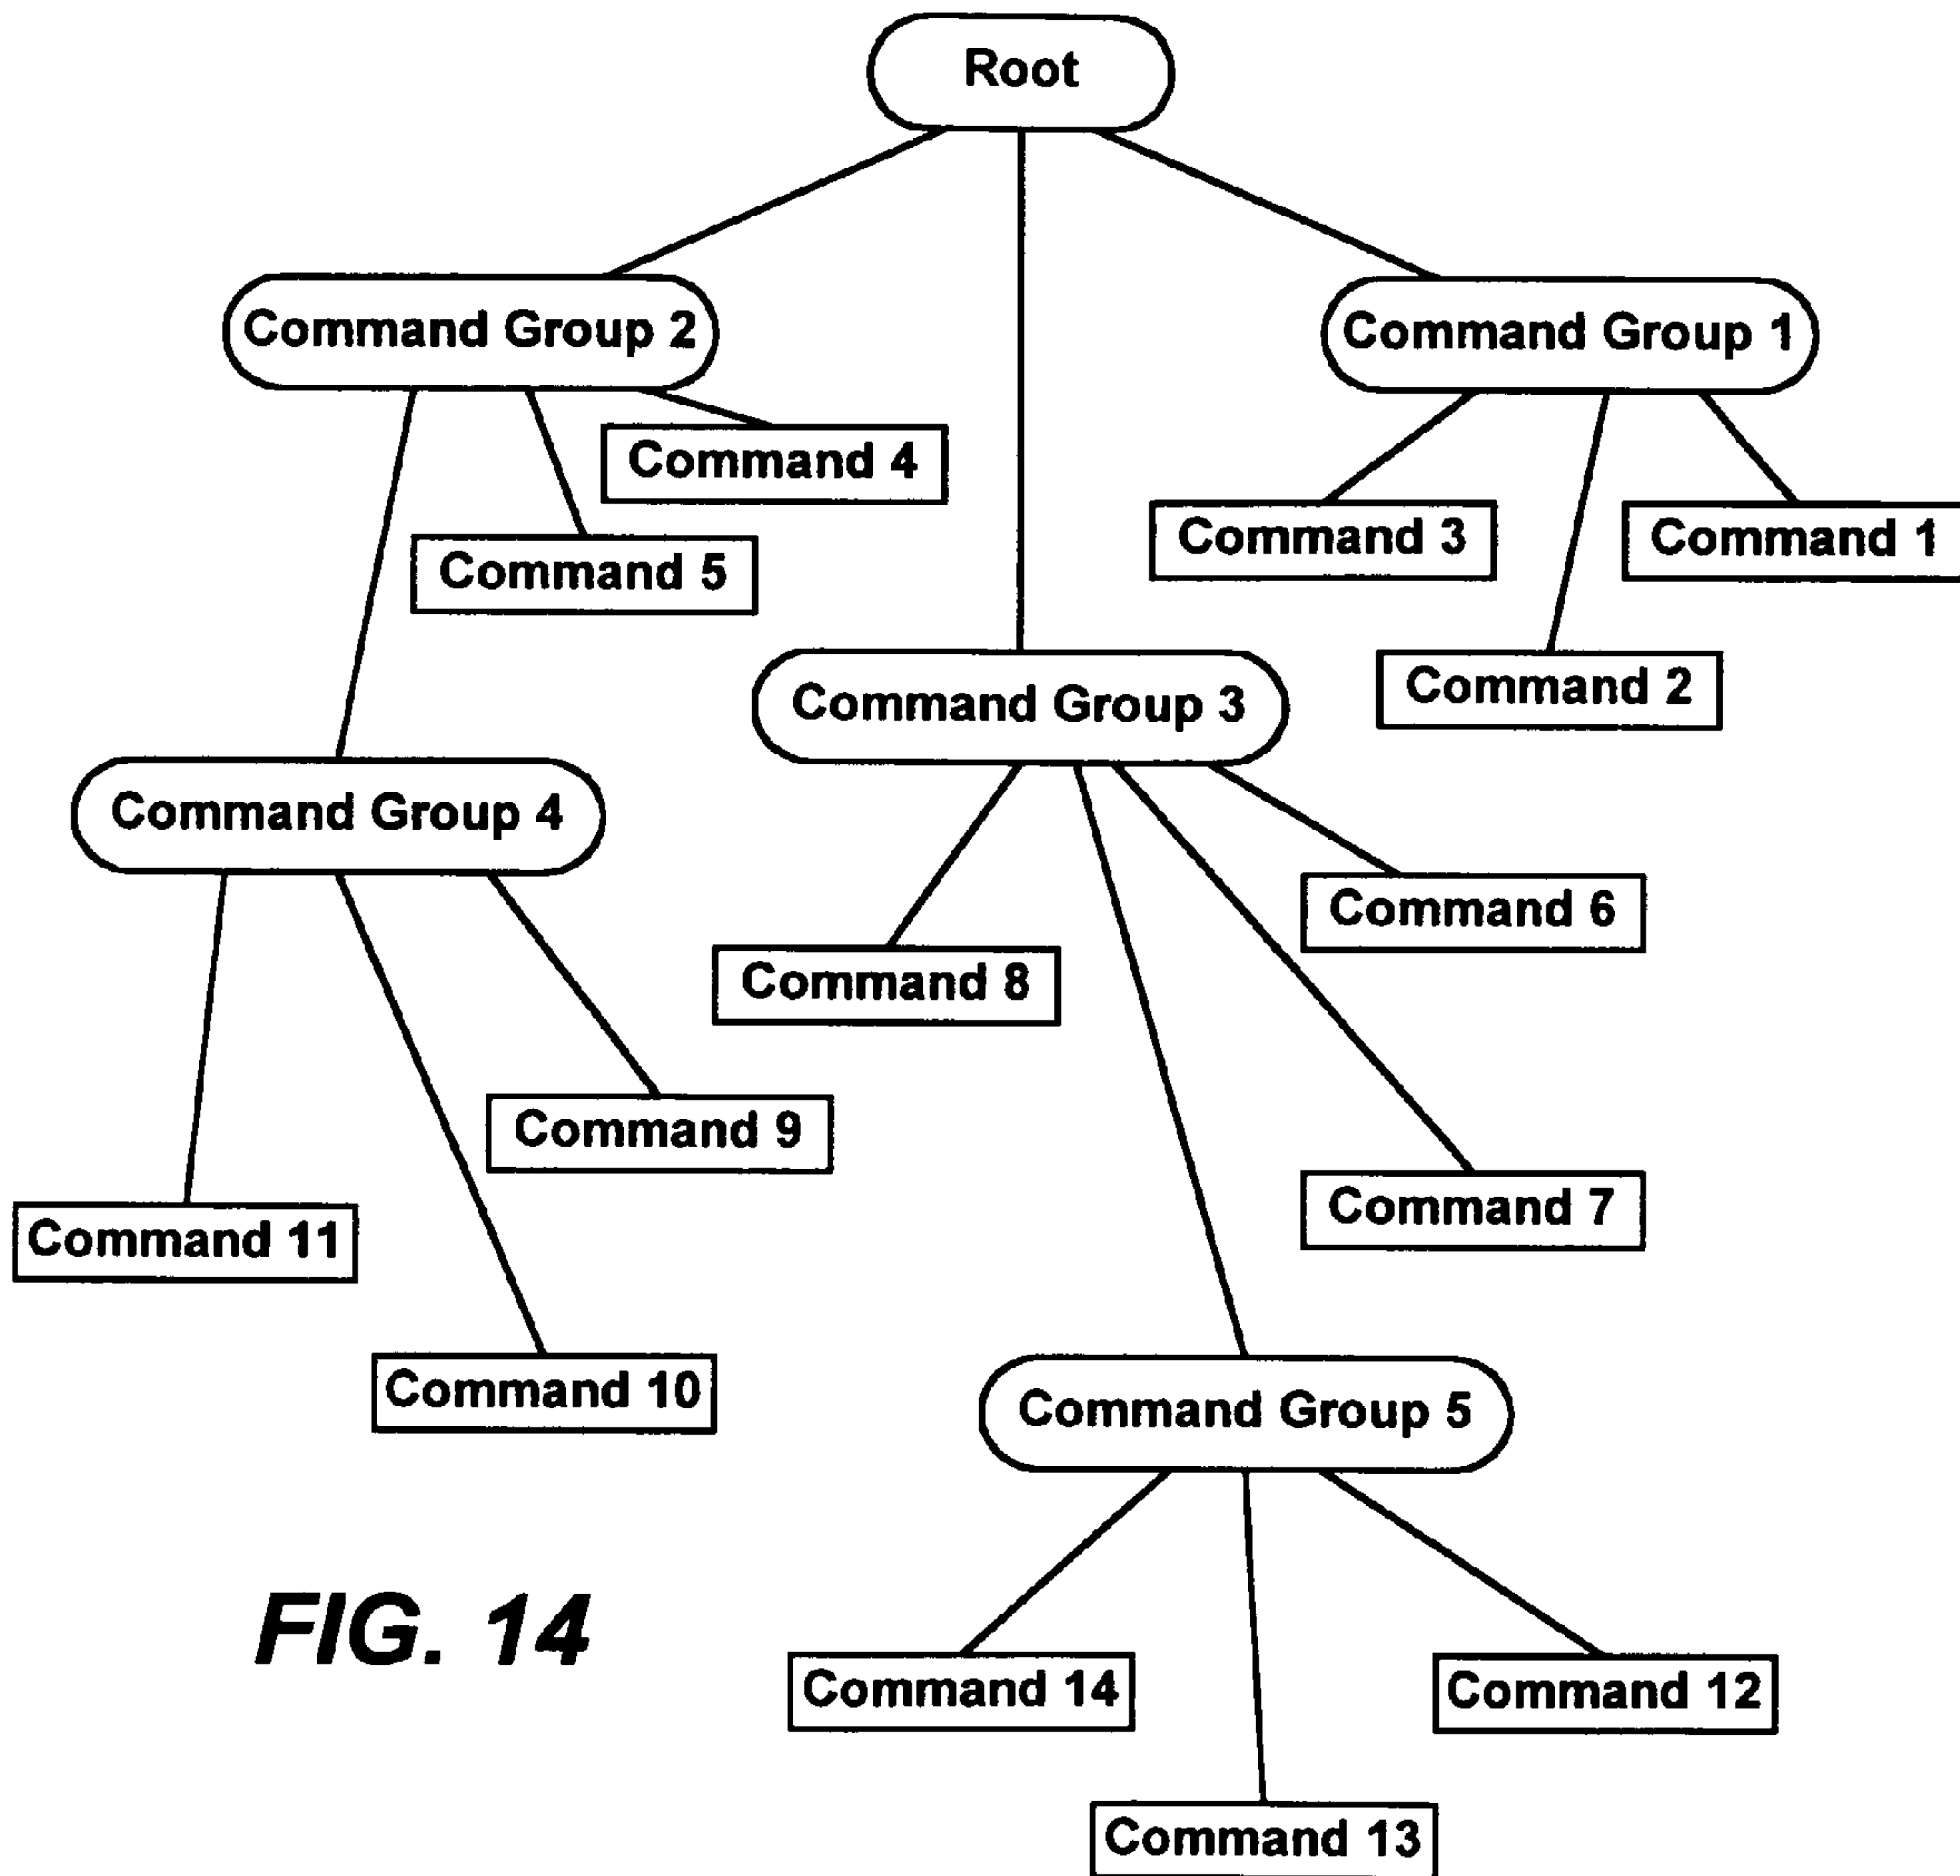 Root
Command Group 2
Command Group 1
Command 4
Command 3
Command 1
Command 5
Command 2
Command Group 3
Command Group 4
Command 6
Command 8
Command 9
Command 7
Command 11
Command 10
Command Group 5
FIG. 14
Command 14
Command 12
Command 13